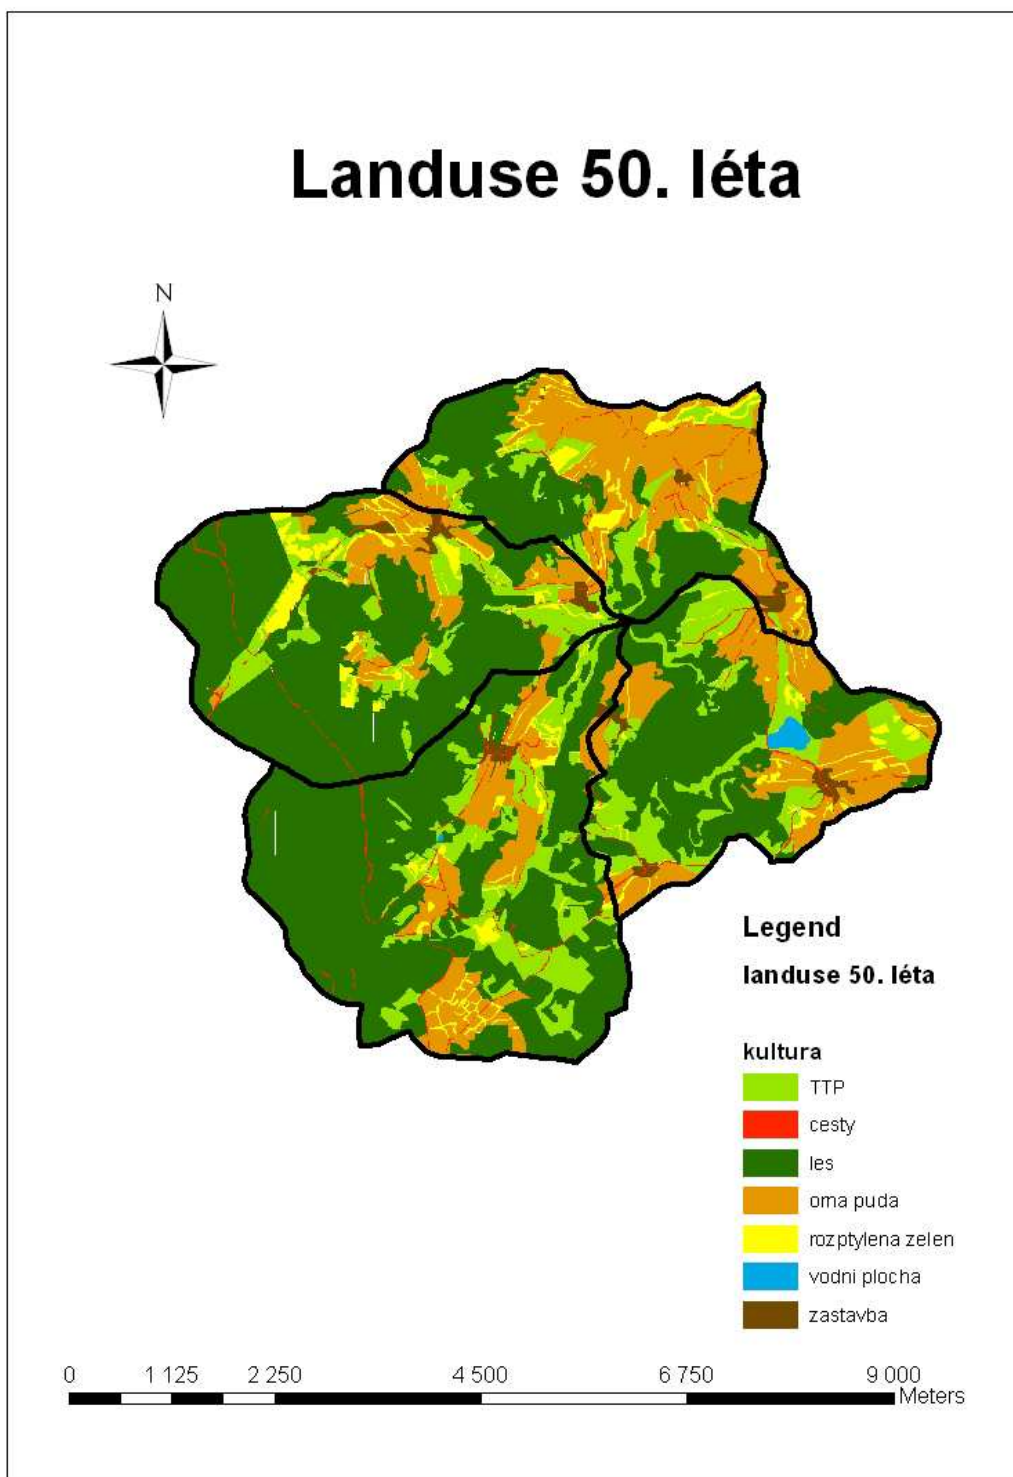 Landuse 50. léta
N
Legend
landuse 50. léta
kultura
TTP
cesty
les
orna puda
rozptylena zelen
vodni plocha
zastavba
0 1 125 2 250 4 500 6 750 9 000
Meters